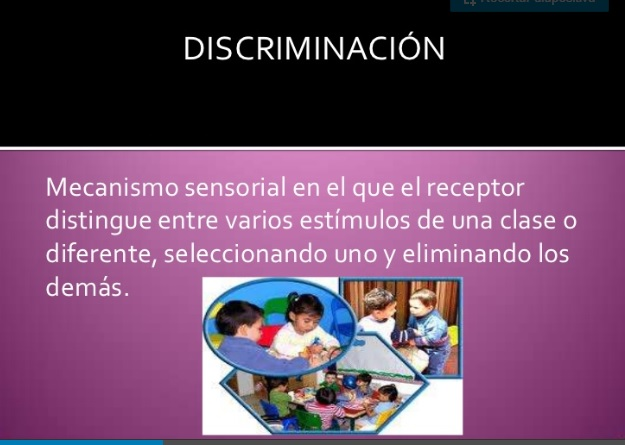 DISCRIMINACIÓN
Mecanismo sensorial en el que el receptor
distingue entre varios estímulos de una clase o
diferente, seleccionando uno y eliminando los
demás.